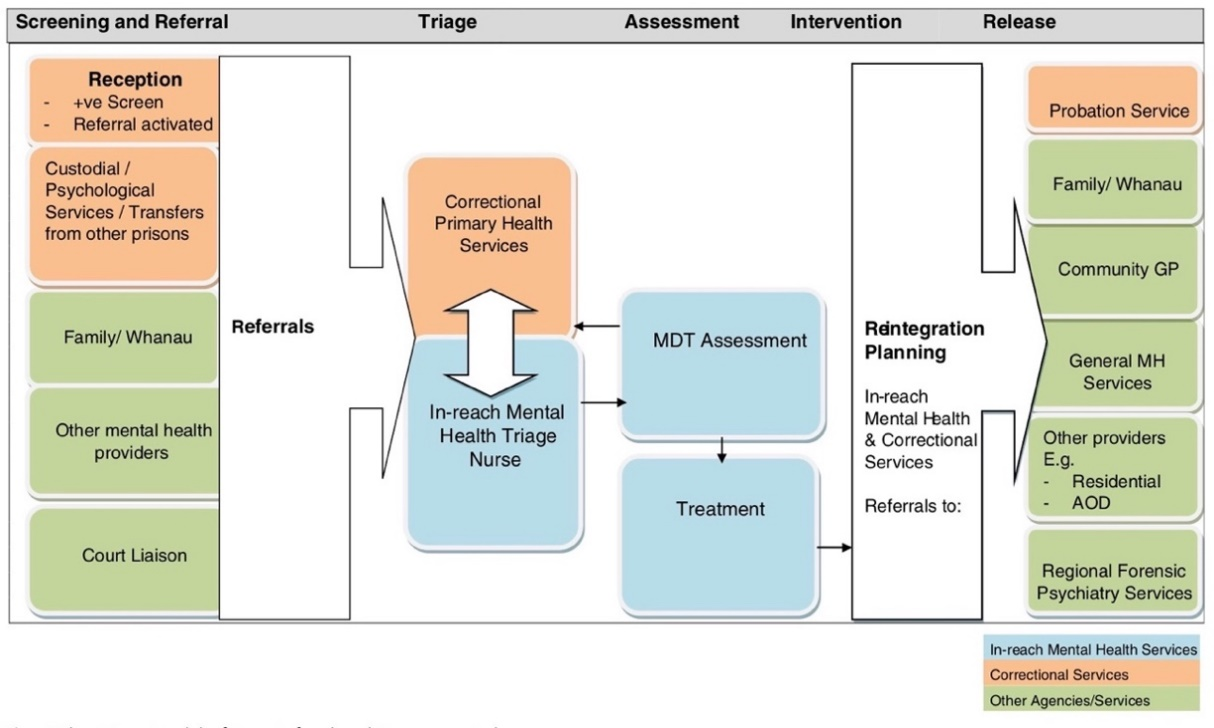 Screening and Referral
Triage
Assessment
Intervention
Release
Reception
- +ve Screen
- Referral activated
Custodial /
Psychological
Services / Transfers
from other prisons
Family/ Whanau
Other mental health
providers
Court Liaison
Referrals
Correctional
Primary Health
Services
In-reach Mental
Health Triage
Nurse
MDT Assessment
Treatment
Reintegration
Planning
In-reach
Mental Health
& Correctional
Services
Referrals to:
Probation Service
Family/ Whanau
Community GP
General MH
Services
Other providers
E.g.
- Residential
- AOD
Regional Forensic
Psychiatry Services
In-reach Mental Health Services
Correctional Services
Other Agencies/Services